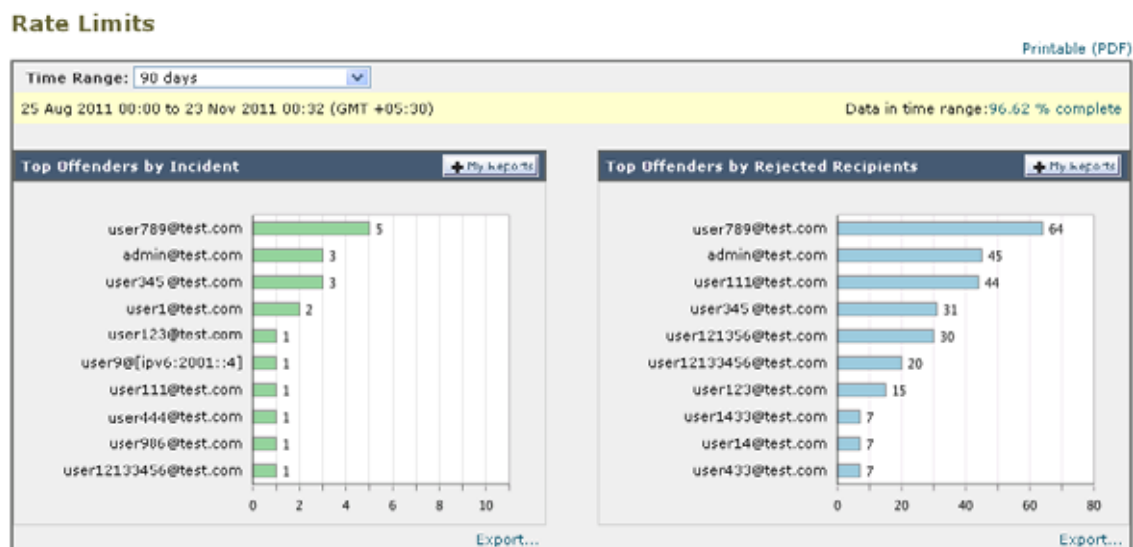 Rate Limits
Printable (PDF)
Time Range: 90 days
25 Aug 2011 00:00 to 23 Nov 2011 00:32 (GMT +05:30)
Data in time range:96.62 % complete
Top Offenders by Incident
My Reports
user789@test.com 5
admin@test.com 3
user345@test.com 3
user1@test.com 2
user123@test.com 1
user9@[ipv6:2001::4] 1
user111@test.com 1
user444@test.com 1
user986@test.com 1
user12133456@test.com 1
0 2 4 6 8 10
Export...
Top Offenders by Rejected Recipients
My Reports
user789@test.com 64
admin@test.com 45
user111@test.com 44
user345@test.com 31
user121356@test.com 30
user12133456@test.com 20
user123@test.com 15
user1433@test.com 7
user14@test.com 7
user433@test.com 7
0 20 40 60 80
Export...